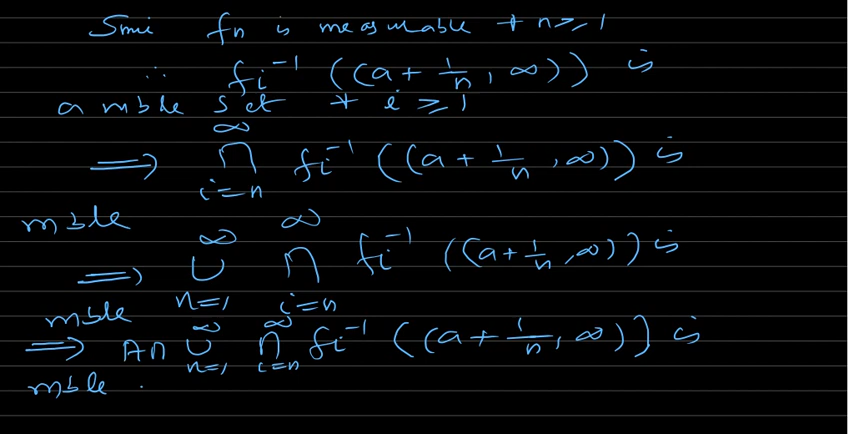 Since fn is measurable ∀ n ≥ 1
∴ fi⁻¹ ((a + 1/n, ∞)) is
a mble set ∀ i ≥ 1
⟹ ∞ ∩ i=n fi⁻¹ ((a + 1/n, ∞)) is
mble
⟹ ∞ ∪ n=1 ∞ ∩ i=n fi⁻¹ ((a + 1/n, ∞)) is
mble
⟹ A ∩ ∞ ∪ n=1 ∞ ∩ i=n fi⁻¹ ((a + 1/n, ∞)) is
mble .